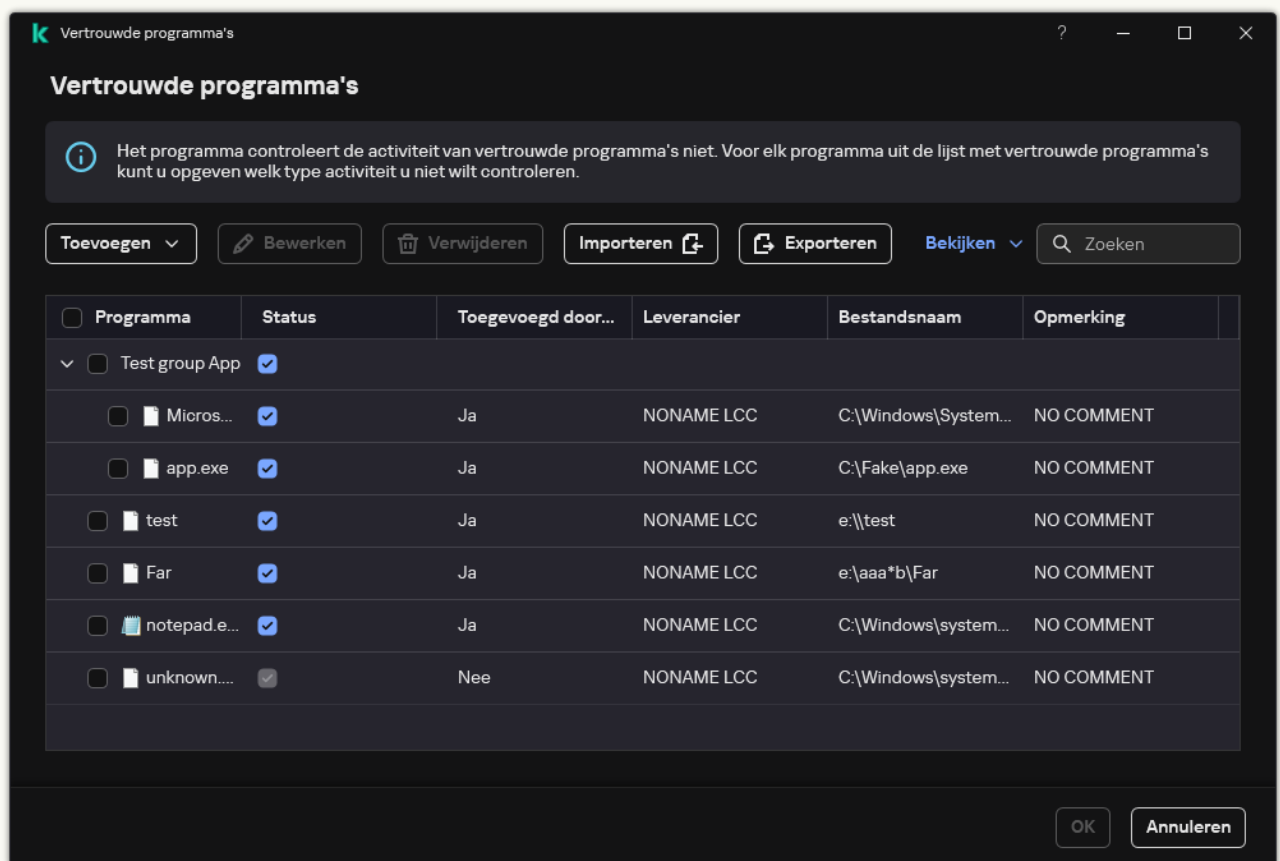 Vertrouwde programma's
?
Vertrouwde programma's
Het programma controleert de activiteit van vertrouwde programma's niet. Voor elk programma uit de lijst met vertrouwde programma's
kunt u opgeven welk type activiteit u niet wilt controleren.
Toevoegen Bewerken Verwijderen Importeren Exporteren Bekijken Zoeken
Programma Status Toegevoegd door... Leverancier Bestandsnaam Opmerking
Test group App
Micros... Ja NONAME LCC C:\Windows\System... NO COMMENT
app.exe Ja NONAME LCC C:\Fake\app.exe NO COMMENT
test Ja NONAME LCC e:\\test NO COMMENT
Far Ja NONAME LCC e:\aaa*b\Far NO COMMENT
notepad.e... Ja NONAME LCC C:\Windows\system... NO COMMENT
unknown.... Nee NONAME LCC C:\Windows\system... NO COMMENT
OK Annuleren